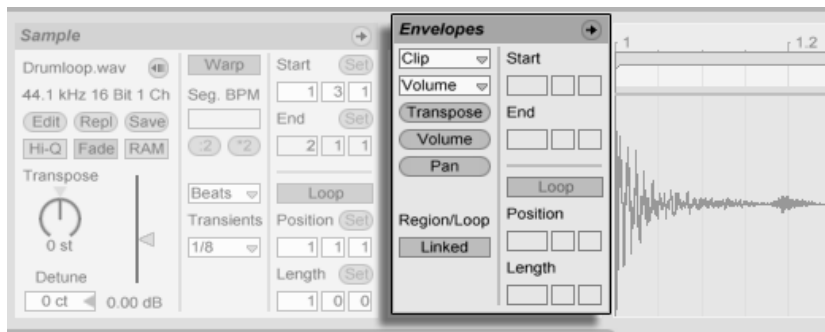 Sample
Drumloop.wav
44.1 kHz 16 Bit 1 Ch
Edit Repl Save
Hi-Q Fade RAM
Transpose
0 st
Detune
0 ct 0.00 dB
Warp
Seg. BPM
:2 *2
Beats
Transients
1/8
Start Set
1 3 1
End Set
2 1 1
Loop
Position Set
1 1 1
Length Set
1 0 0
Envelopes
Clip
Volume
Transpose
Volume
Pan
Region/Loop
Linked
Start
End
Loop
Position
Length
1 1.2